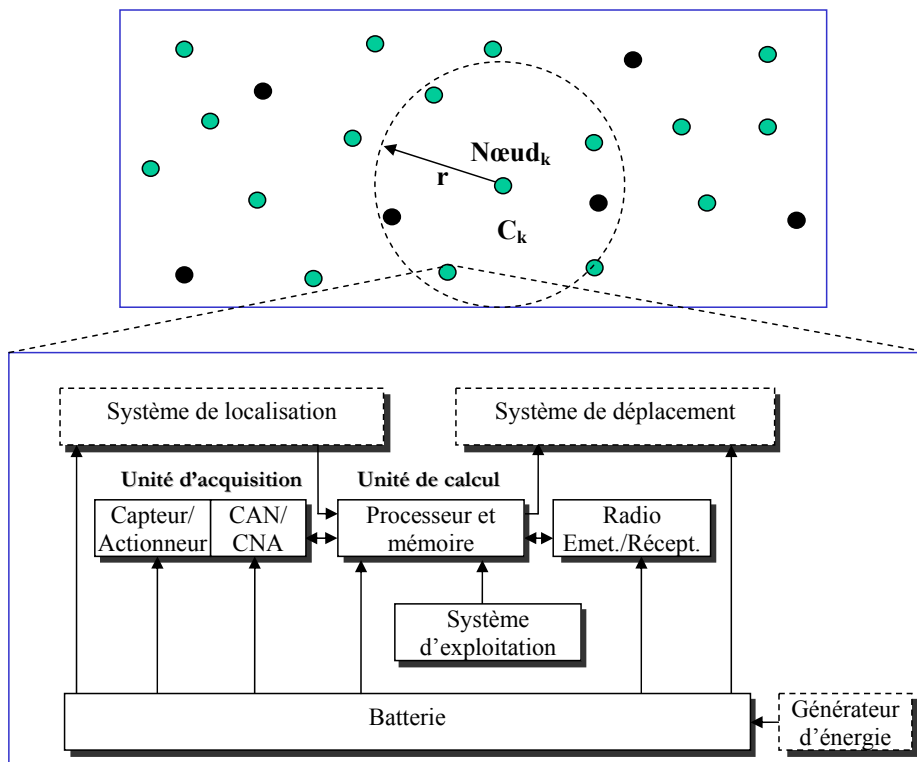 Nœudk
r
Ck
Système de localisation
Système de déplacement
Unité d'acquisition
Unité de calcul
Capteur/
Actionneur
CAN/
CNA
Processeur et
mémoire
Radio
Emet./Récept.
Système
d'exploitation
Batterie
Générateur
d'énergie